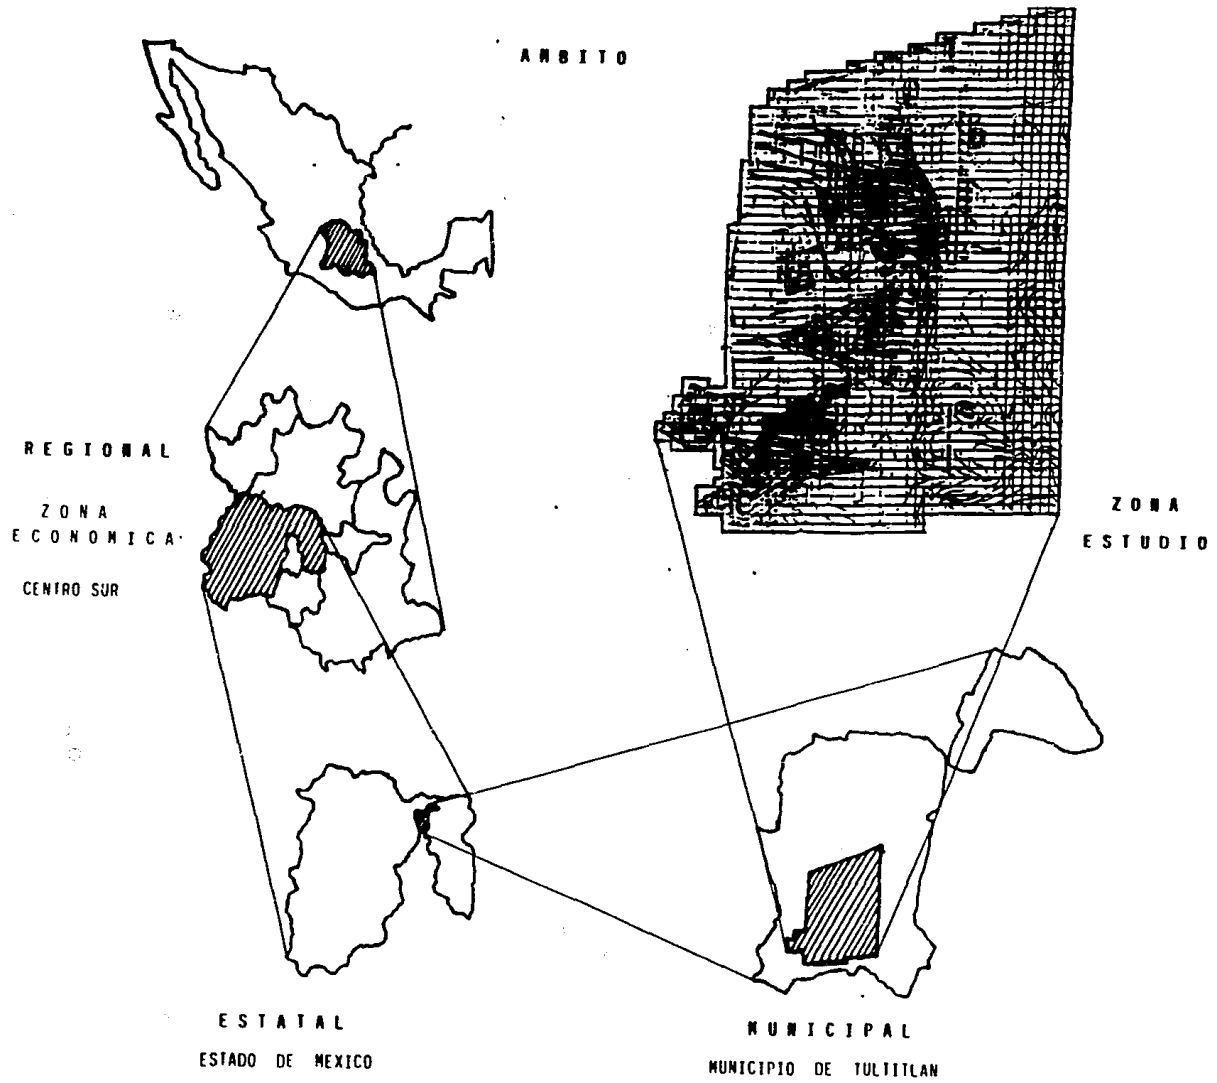 AMBITO
REGIONAL
ZONA
ECONOMICA
CENTRO SUR
ZONA
ESTUDIO
ESTATAL
ESTADO DE MEXICO
MUNICIPAL
MUNICIPIO DE TULTITLAN